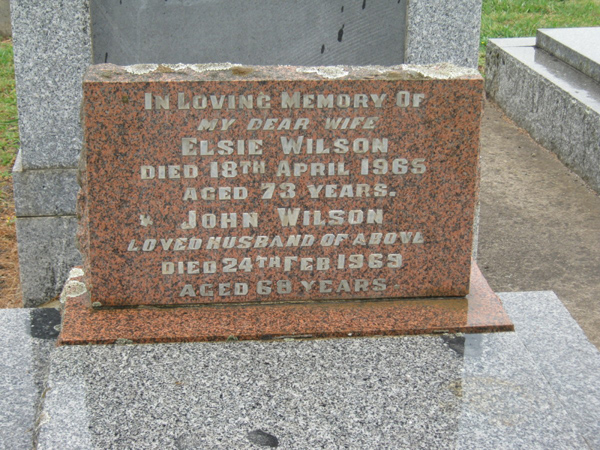 IN LOVING MEMORY OF
MY DEAR WIFE
ELSIE WILSON
DIED 18TH APRIL 1965
AGED 73 YEARS.
JOHN WILSON
LOVED HUSBAND OF ABOVE
DIED 24TH FEB 1969
AGED 68 YEARS